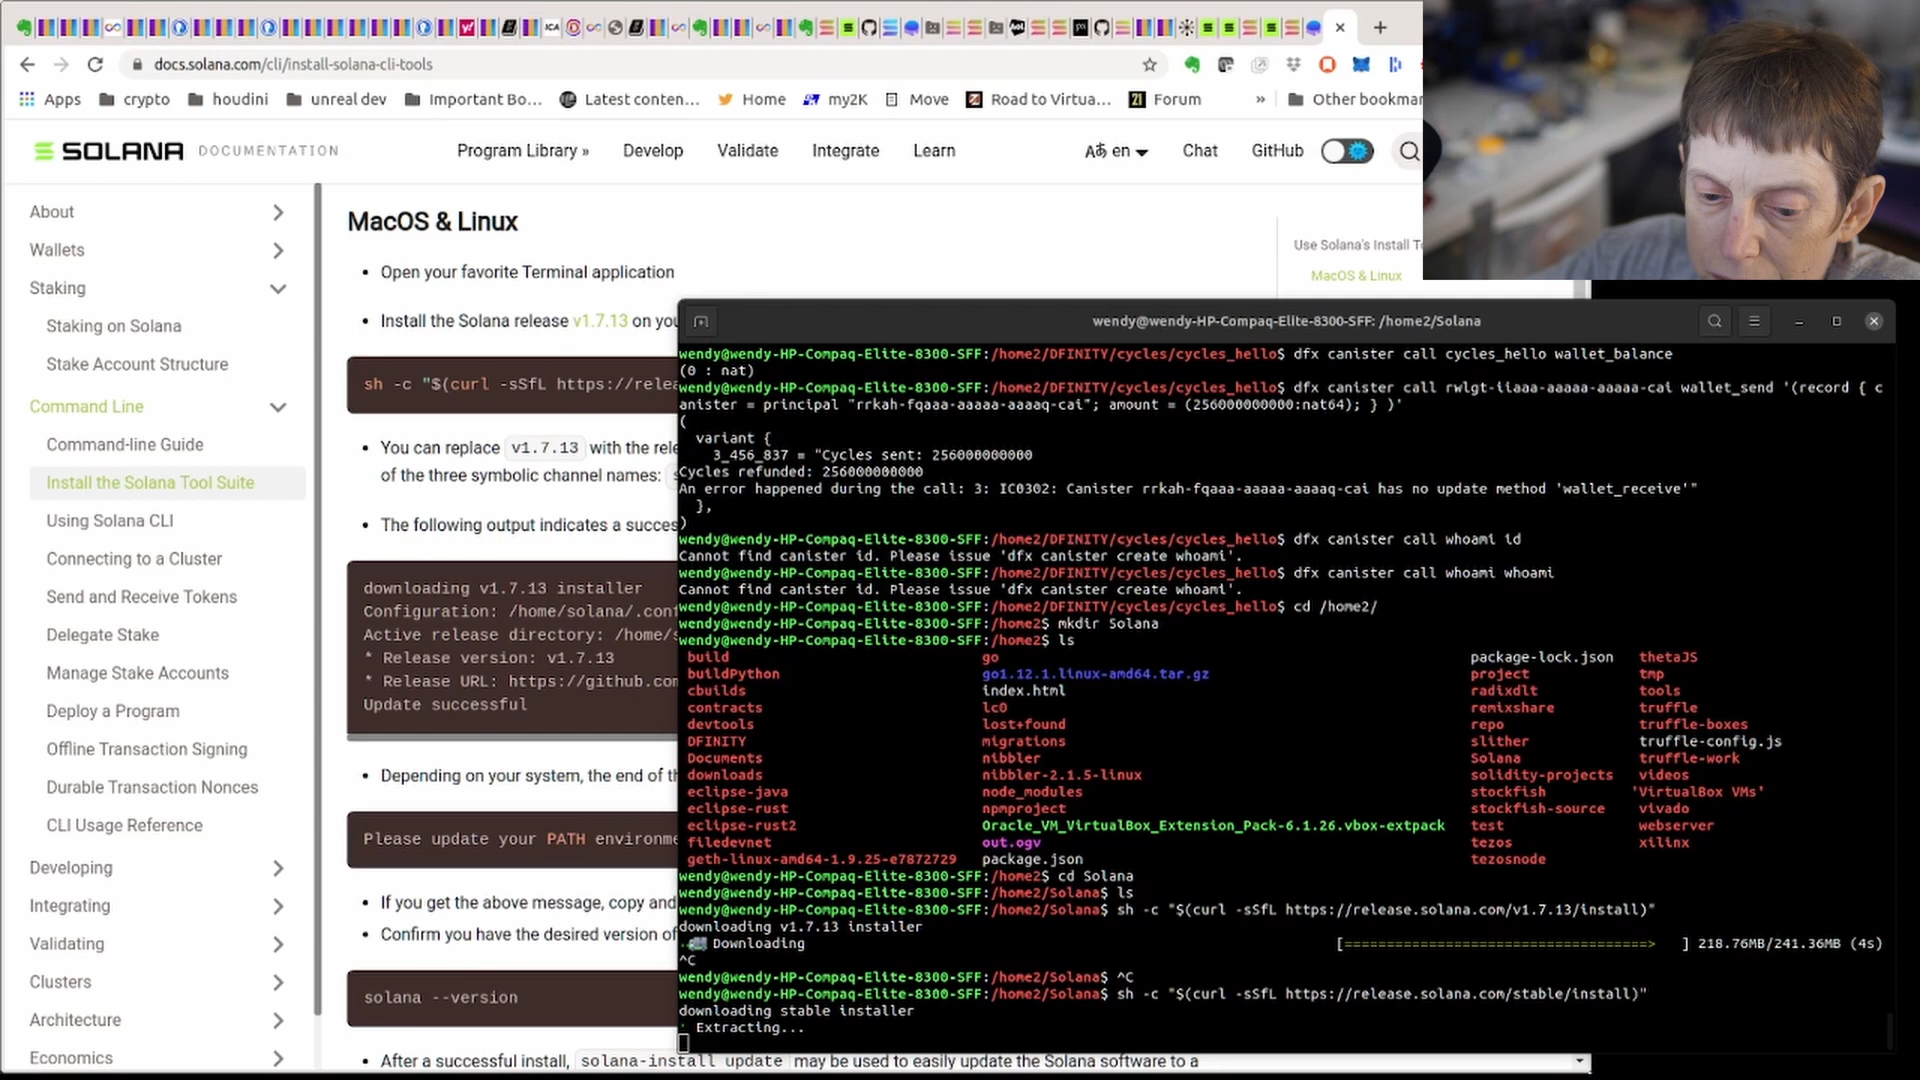 docs.solana.com/cli/install-solana-cli-tools
Apps crypto houdini unreal dev Important Bo... Latest conten... Home my2K Move Road to Virtua... Forum » Other bookmar
SOLANA DOCUMENTATION Program Library » Develop Validate Integrate Learn en Chat GitHub
About
Wallets
Staking
Staking on Solana
Stake Account Structure
Command Line
Command-line Guide
Install the Solana Tool Suite
Using Solana CLI
Connecting to a Cluster
Send and Receive Tokens
Delegate Stake
Manage Stake Accounts
Deploy a Program
Offline Transaction Signing
Durable Transaction Nonces
CLI Usage Reference
Developing
Integrating
Validating
Clusters
Architecture
Economics
MacOS & Linux
• Open your favorite Terminal application
• Install the Solana release v1.7.13 on you
sh -c "$(curl -sSfL https://relea
• You can replace v1.7.13 with the rele
of the three symbolic channel names: s
• The following output indicates a succes
downloading v1.7.13 installer
Configuration: /home/solana/.con
Active release directory: /home/s
* Release version: v1.7.13
* Release URL: https://github.com
Update successful
• Depending on your system, the end of th
Please update your PATH environme
• If you get the above message, copy and
• Confirm you have the desired version of
solana --version
• After a successful install, solana-install update may be used to easily update the Solana software to a
Use Solana's Install To
MacOS & Linux
wendy@wendy-HP-Compaq-Elite-8300-SFF: /home2/Solana
wendy@wendy-HP-Compaq-Elite-8300-SFF:/home2/DFINITY/cycles/cycles_hello$ dfx canister call cycles_hello wallet_balance
(0 : nat)
wendy@wendy-HP-Compaq-Elite-8300-SFF:/home2/DFINITY/cycles/cycles_hello$ dfx canister call rwlgt-iiaaa-aaaaa-aaaaa-cai wallet_send '(record { c
anister = principal "rrkah-fqaaa-aaaaa-aaaaq-cai"; amount = (256000000000:nat64); } )'
(
variant {
3_456_837 = "Cycles sent: 256000000000
Cycles refunded: 256000000000
An error happened during the call: 3: IC0302: Canister rrkah-fqaaa-aaaaa-aaaaq-cai has no update method 'wallet_receive'"
},
)
wendy@wendy-HP-Compaq-Elite-8300-SFF:/home2/DFINITY/cycles/cycles_hello$ dfx canister call whoami id
Cannot find canister id. Please issue 'dfx canister create whoami'.
wendy@wendy-HP-Compaq-Elite-8300-SFF:/home2/DFINITY/cycles/cycles_hello$ dfx canister call whoami whoami
Cannot find canister id. Please issue 'dfx canister create whoami'.
wendy@wendy-HP-Compaq-Elite-8300-SFF:/home2/DFINITY/cycles/cycles_hello$ cd /home2/
wendy@wendy-HP-Compaq-Elite-8300-SFF:/home2$ mkdir Solana
wendy@wendy-HP-Compaq-Elite-8300-SFF:/home2$ ls
build go package-lock.json thetaJS
buildPython go1.12.1.linux-amd64.tar.gz project tmp
cbuilds index.html radixdlt tools
contracts lc0 remixshare truffle
devtools lost+found repo truffle-boxes
DFINITY migrations slither truffle-config.js
Documents nibbler Solana truffle-work
downloads nibbler-2.1.5-linux solidity-projects videos
eclipse-java node_modules stockfish 'VirtualBox VMs'
eclipse-rust npmproject stockfish-source vivado
eclipse-rust2 Oracle_VM_VirtualBox_Extension_Pack-6.1.26.vbox-extpack test webserver
filedevnet out.ogv tezos xilinx
geth-linux-amd64-1.9.25-e7872729 package.json tezosnode
wendy@wendy-HP-Compaq-Elite-8300-SFF:/home2$ cd Solana
wendy@wendy-HP-Compaq-Elite-8300-SFF:/home2/Solana$ ls
wendy@wendy-HP-Compaq-Elite-8300-SFF:/home2/Solana$ sh -c "$(curl -sSfL https://release.solana.com/v1.7.13/install)"
downloading v1.7.13 installer
Downloading [====================================> ] 218.76MB/241.36MB (4s)
^C
wendy@wendy-HP-Compaq-Elite-8300-SFF:/home2/Solana$ ^C
wendy@wendy-HP-Compaq-Elite-8300-SFF:/home2/Solana$ sh -c "$(curl -sSfL https://release.solana.com/stable/install)"
downloading stable installer
Extracting...